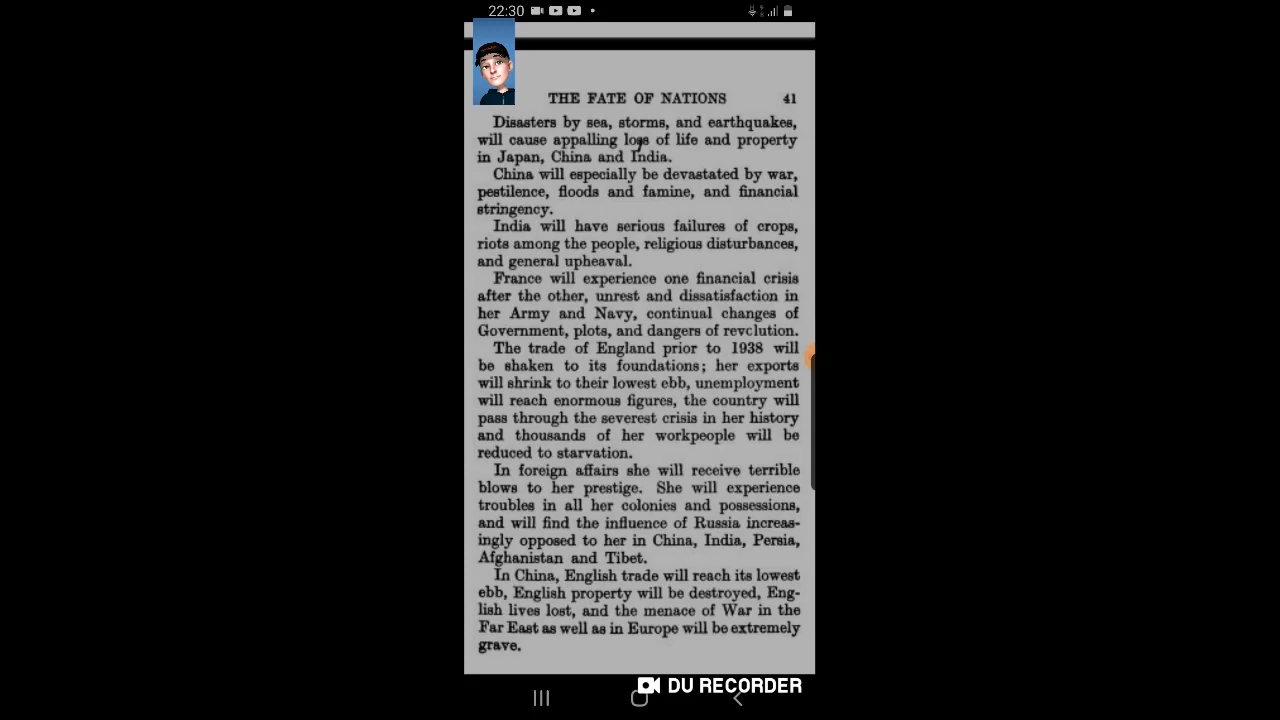 22:30
THE FATE OF NATIONS 41
Disasters by sea, storms, and earthquakes,
will cause appalling loss of life and property
in Japan, China and India.
China will especially be devastated by war,
pestilence, floods and famine, and financial
stringency.
India will have serious failures of crops,
riots among the people, religious disturbances,
and general upheaval.
France will experience one financial crisis
after the other, unrest and dissatisfaction in
her Army and Navy, continual changes of
Government, plots, and dangers of revolution.
The trade of England prior to 1938 will
be shaken to its foundations; her exports
will shrink to their lowest ebb, unemployment
will reach enormous figures, the country will
pass through the severest crisis in her history
and thousands of her workpeople will be
reduced to starvation.
In foreign affairs she will receive terrible
blows to her prestige. She will experience
troubles in all her colonies and possessions,
and will find the influence of Russia increas-
ingly opposed to her in China, India, Persia,
Afghanistan and Tibet.
In China, English trade will reach its lowest
ebb, English property will be destroyed, Eng-
lish lives lost, and the menace of War in the
Far East as well as in Europe will be extremely
grave.
DU RECORDER